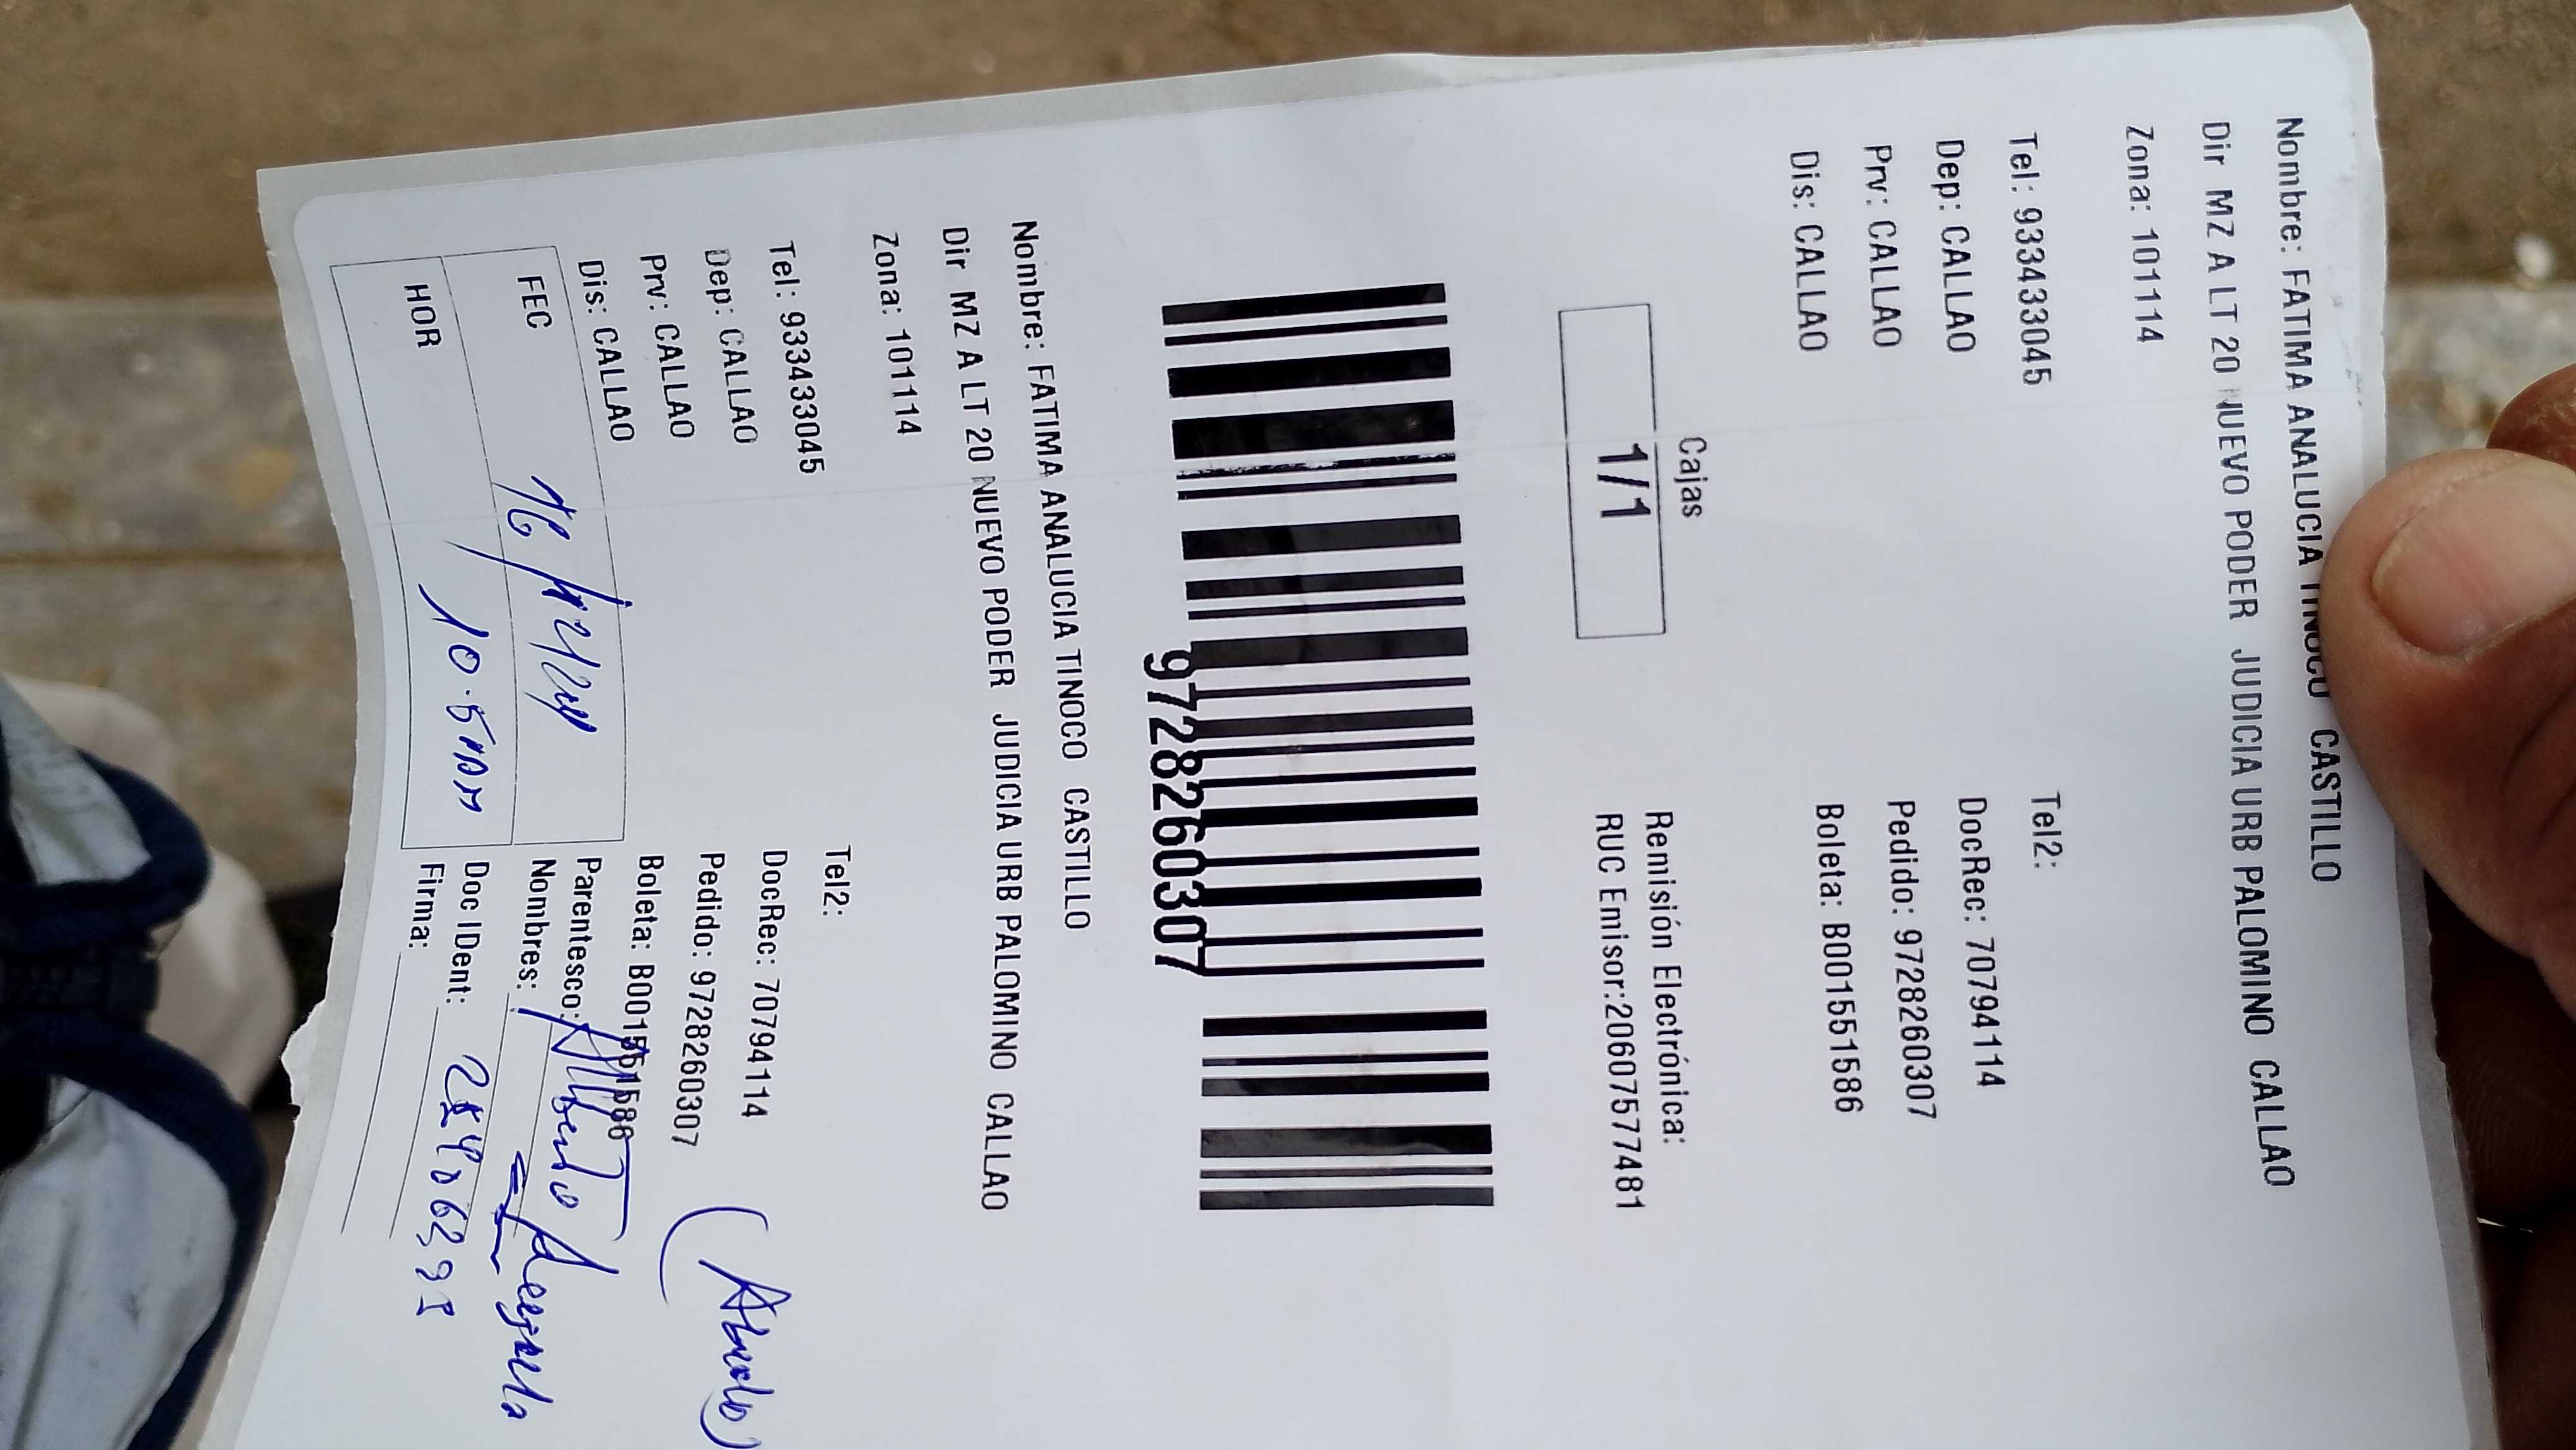 Nombre: FATIMA ANALUCIA TINOCO CASTILLO
Dir MZ A LT 20 NUEVO PODER JUDICIA URB PALOMINO CALLAO
Zona: 101114
Tel: 933433045 Tel2:
Dep: CALLAO DocRec: 70794114
Prv: CALLAO Pedido: 9728260307
Dis: CALLAO Boleta: B001551586
Cajas
1/1
Remisión Electrónica:
RUC Emisor:20607577481
9728260307
Nombre: FATIMA ANALUCIA TINOCO CASTILLO
Dir MZ A LT 20 NUEVO PODER JUDICIA URB PALOMINO CALLAO
Zona: 101114
Tel: 933433045 Tel2:
Dep: CALLAO DocRec: 70794114
Prv: CALLAO Pedido: 9728260307
Dis: CALLAO Boleta: B001551586
(Abuelo)
FEC Parentesco:
Nombres: Alberto
HOR Doc IDent:
Firma: